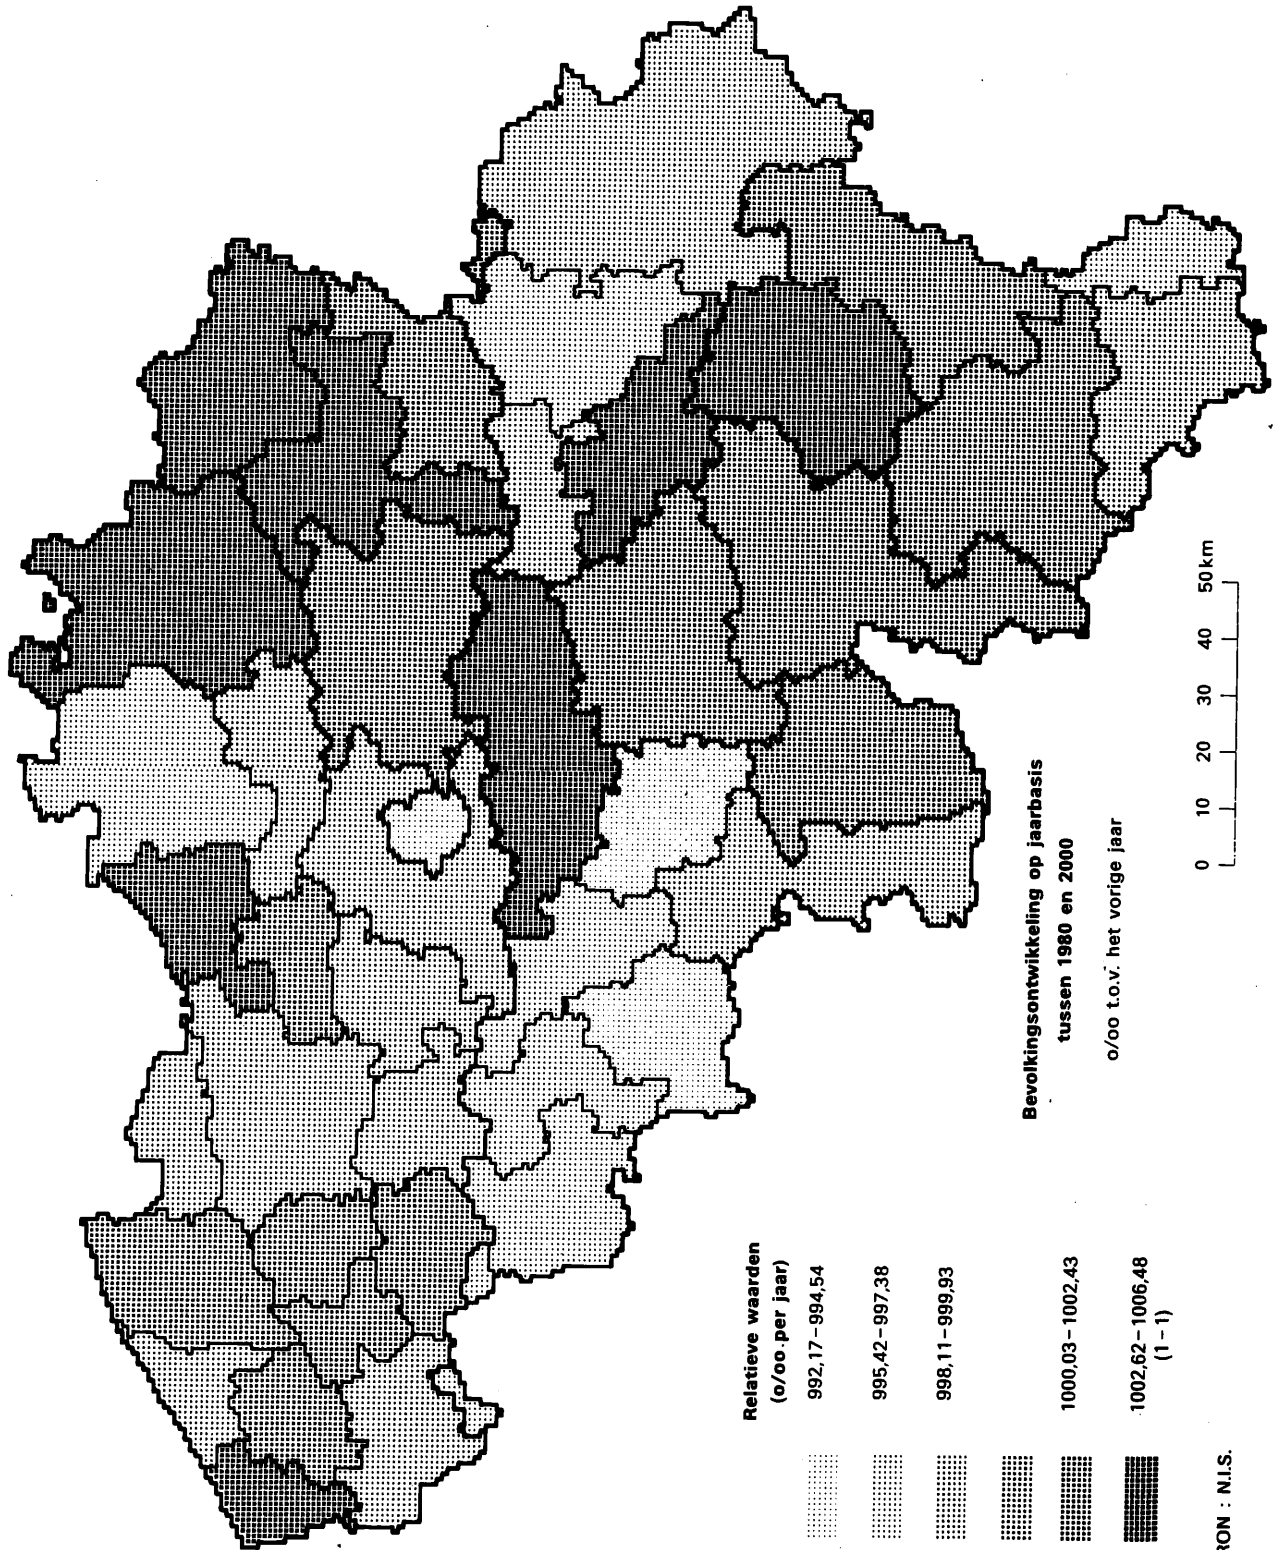 Bevolkingsontwikkeling op jaarbasis
tussen 1980 en 2000
o/oo t.o.v. het vorige jaar
0 10 20 30 40 50 km
Relatieve waarden
(o/oo.per jaar)
992,17-994,54
995,42-997,38
998,11-999,93
1000,03-1002,43
1002,62-1006,48
(1-1)
RON : N.I.S.